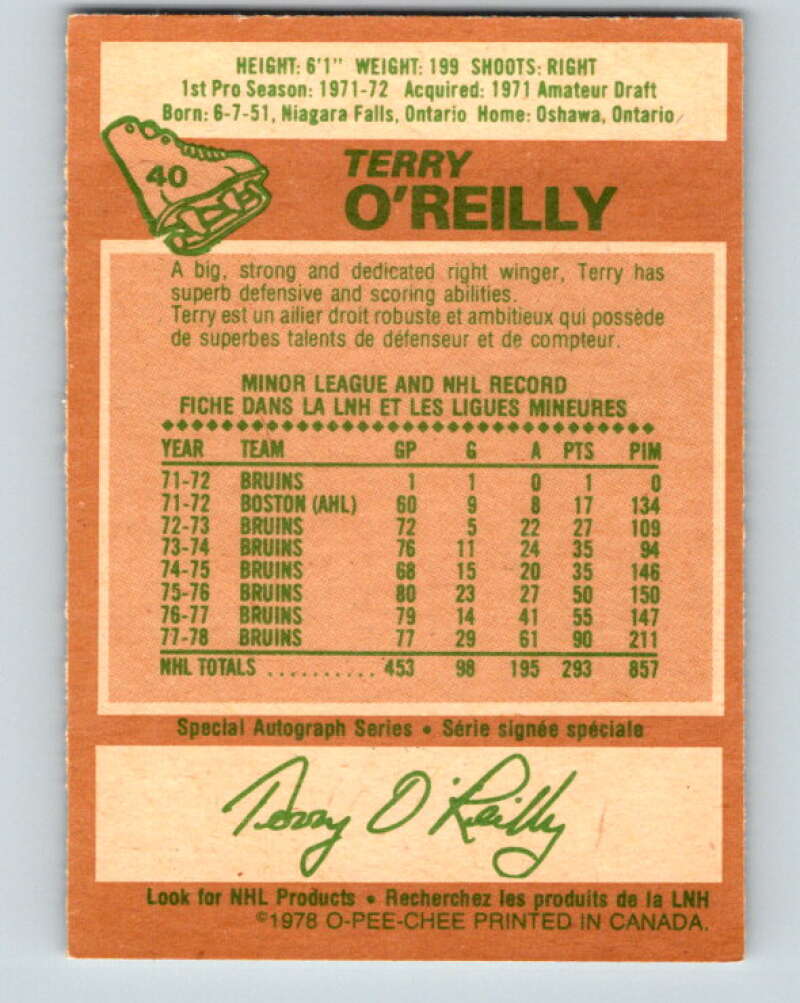 HEIGHT: 6'1" WEIGHT: 199 SHOOTS: RIGHT
1st Pro Season: 1971-72 Acquired: 1971 Amateur Draft
Born: 6-7-51, Niagara Falls, Ontario Home: Oshawa, Ontario
40
TERRY
O'REILLY
A big, strong and dedicated right winger, Terry has
superb defensive and scoring abilities.
Terry est un ailier droit robuste et ambitieux qui possède
de superbes talents de défenseur et de compteur.
MINOR LEAGUE AND NHL RECORD
FICHE DANS LA LNH ET LES LIGUES MINEURES
YEAR TEAM GP G A PTS PIM
71-72 BRUINS 1 1 0 1 0
71-72 BOSTON (AHL) 60 9 8 17 134
72-73 BRUINS 72 5 22 27 109
73-74 BRUINS 76 11 24 35 94
74-75 BRUINS 68 15 20 35 146
75-76 BRUINS 80 23 27 50 150
76-77 BRUINS 79 14 41 55 147
77-78 BRUINS 77 29 61 90 211
NHL TOTALS .......... 453 98 195 293 857
Special Autograph Series • Série signée spéciale
Terry O'Reilly
Look for NHL Products • Recherchez les produits de la LNH
©1978 O-PEE-CHEE PRINTED IN CANADA.